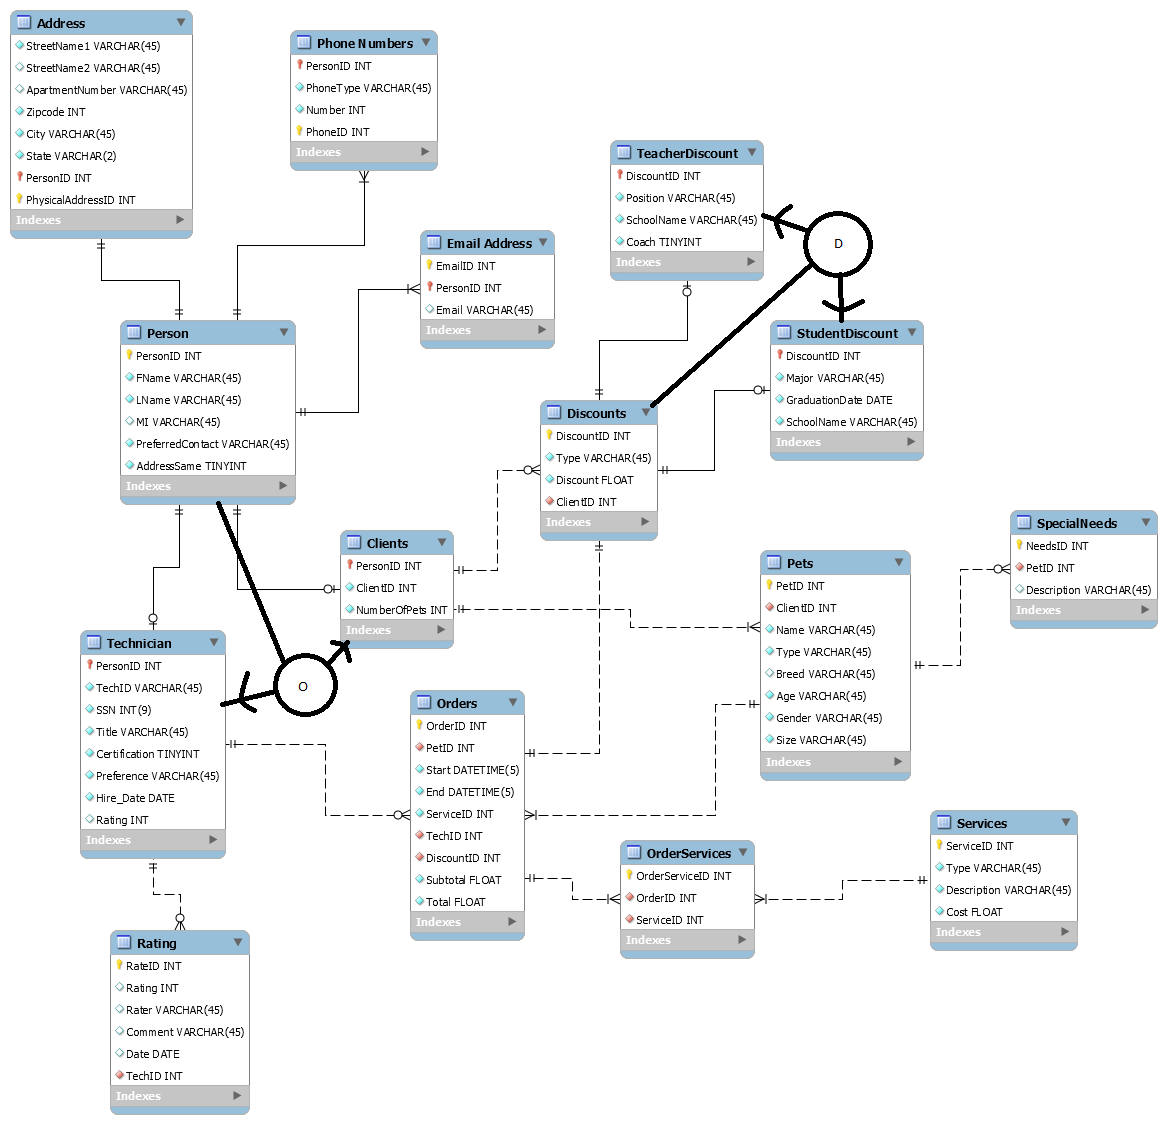 Address
StreetName1 VARCHAR(45)
StreetName2 VARCHAR(45)
ApartmentNumber VARCHAR(45)
Zipcode INT
City VARCHAR(45)
State VARCHAR(2)
PersonID INT
PhysicalAddressID INT
Indexes
Phone Numbers
PersonID INT
PhoneType VARCHAR(45)
Number INT
PhoneID INT
Indexes
TeacherDiscount
DiscountID INT
Position VARCHAR(45)
SchoolName VARCHAR(45)
Coach TINYINT
Indexes
D
Email Address
EmailID INT
PersonID INT
Email VARCHAR(45)
Indexes
Person
PersonID INT
FName VARCHAR(45)
LName VARCHAR(45)
MI VARCHAR(45)
PreferredContact VARCHAR(45)
AddressSame TINYINT
Indexes
StudentDiscount
DiscountID INT
Major VARCHAR(45)
GraduationDate DATE
SchoolName VARCHAR(45)
Indexes
Discounts
DiscountID INT
Type VARCHAR(45)
Discount FLOAT
ClientID INT
Indexes
Clients
PersonID INT
ClientID INT
NumberOfPets INT
Indexes
SpecialNeeds
NeedsID INT
PetID INT
Description VARCHAR(45)
Indexes
Pets
PetID INT
ClientID INT
Name VARCHAR(45)
Type VARCHAR(45)
Breed VARCHAR(45)
Age VARCHAR(45)
Gender VARCHAR(45)
Size VARCHAR(45)
Indexes
Technician
PersonID INT
TechID VARCHAR(45)
SSN INT(9)
Title VARCHAR(45)
Certification TINYINT
Preference VARCHAR(45)
Hire_Date DATE
Rating INT
Indexes
O
Orders
OrderID INT
PetID INT
Start DATETIME(5)
End DATETIME(5)
ServiceID INT
TechID INT
DiscountID INT
Subtotal FLOAT
Total FLOAT
Indexes
OrderServices
OrderServiceID INT
OrderID INT
ServiceID INT
Indexes
Services
ServiceID INT
Type VARCHAR(45)
Description VARCHAR(45)
Cost FLOAT
Indexes
Rating
RateID INT
Rating INT
Rater VARCHAR(45)
Comment VARCHAR(45)
Date DATE
TechID INT
Indexes